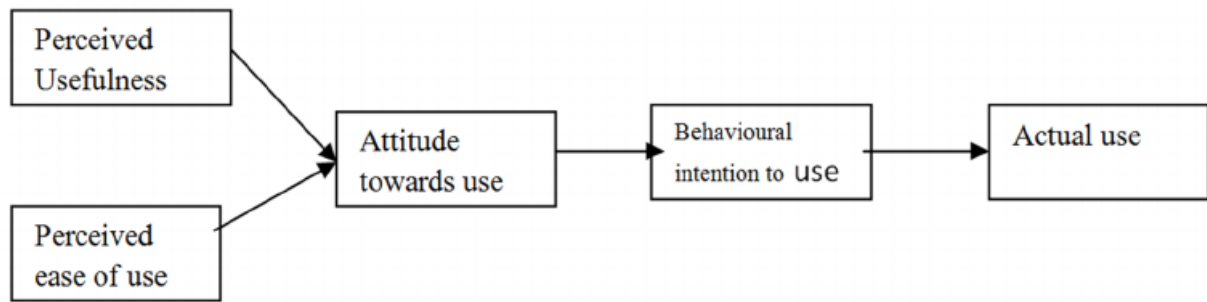 Perceived
Usefulness
Perceived
ease of use
Attitude
towards use
Behavioural
intention to use
Actual use